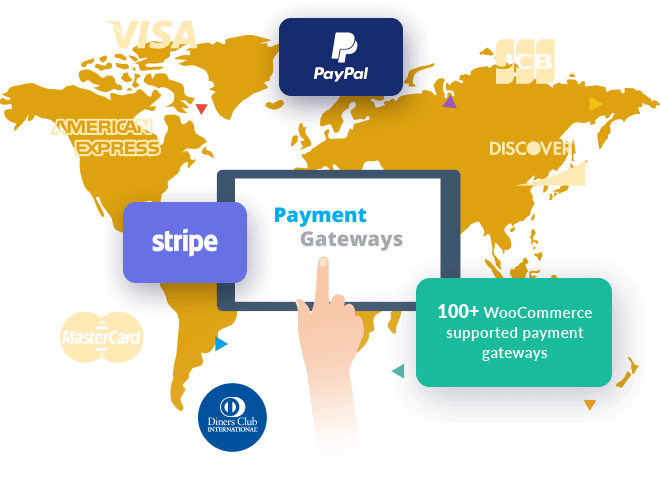 VISA
PayPal
JCB
AMERICAN
EXPRESS
DISCOVER
Payment
Gateways
stripe
100+ WooCommerce
supported payment
gateways
MasterCard
Diners Club
INTERNATIONAL